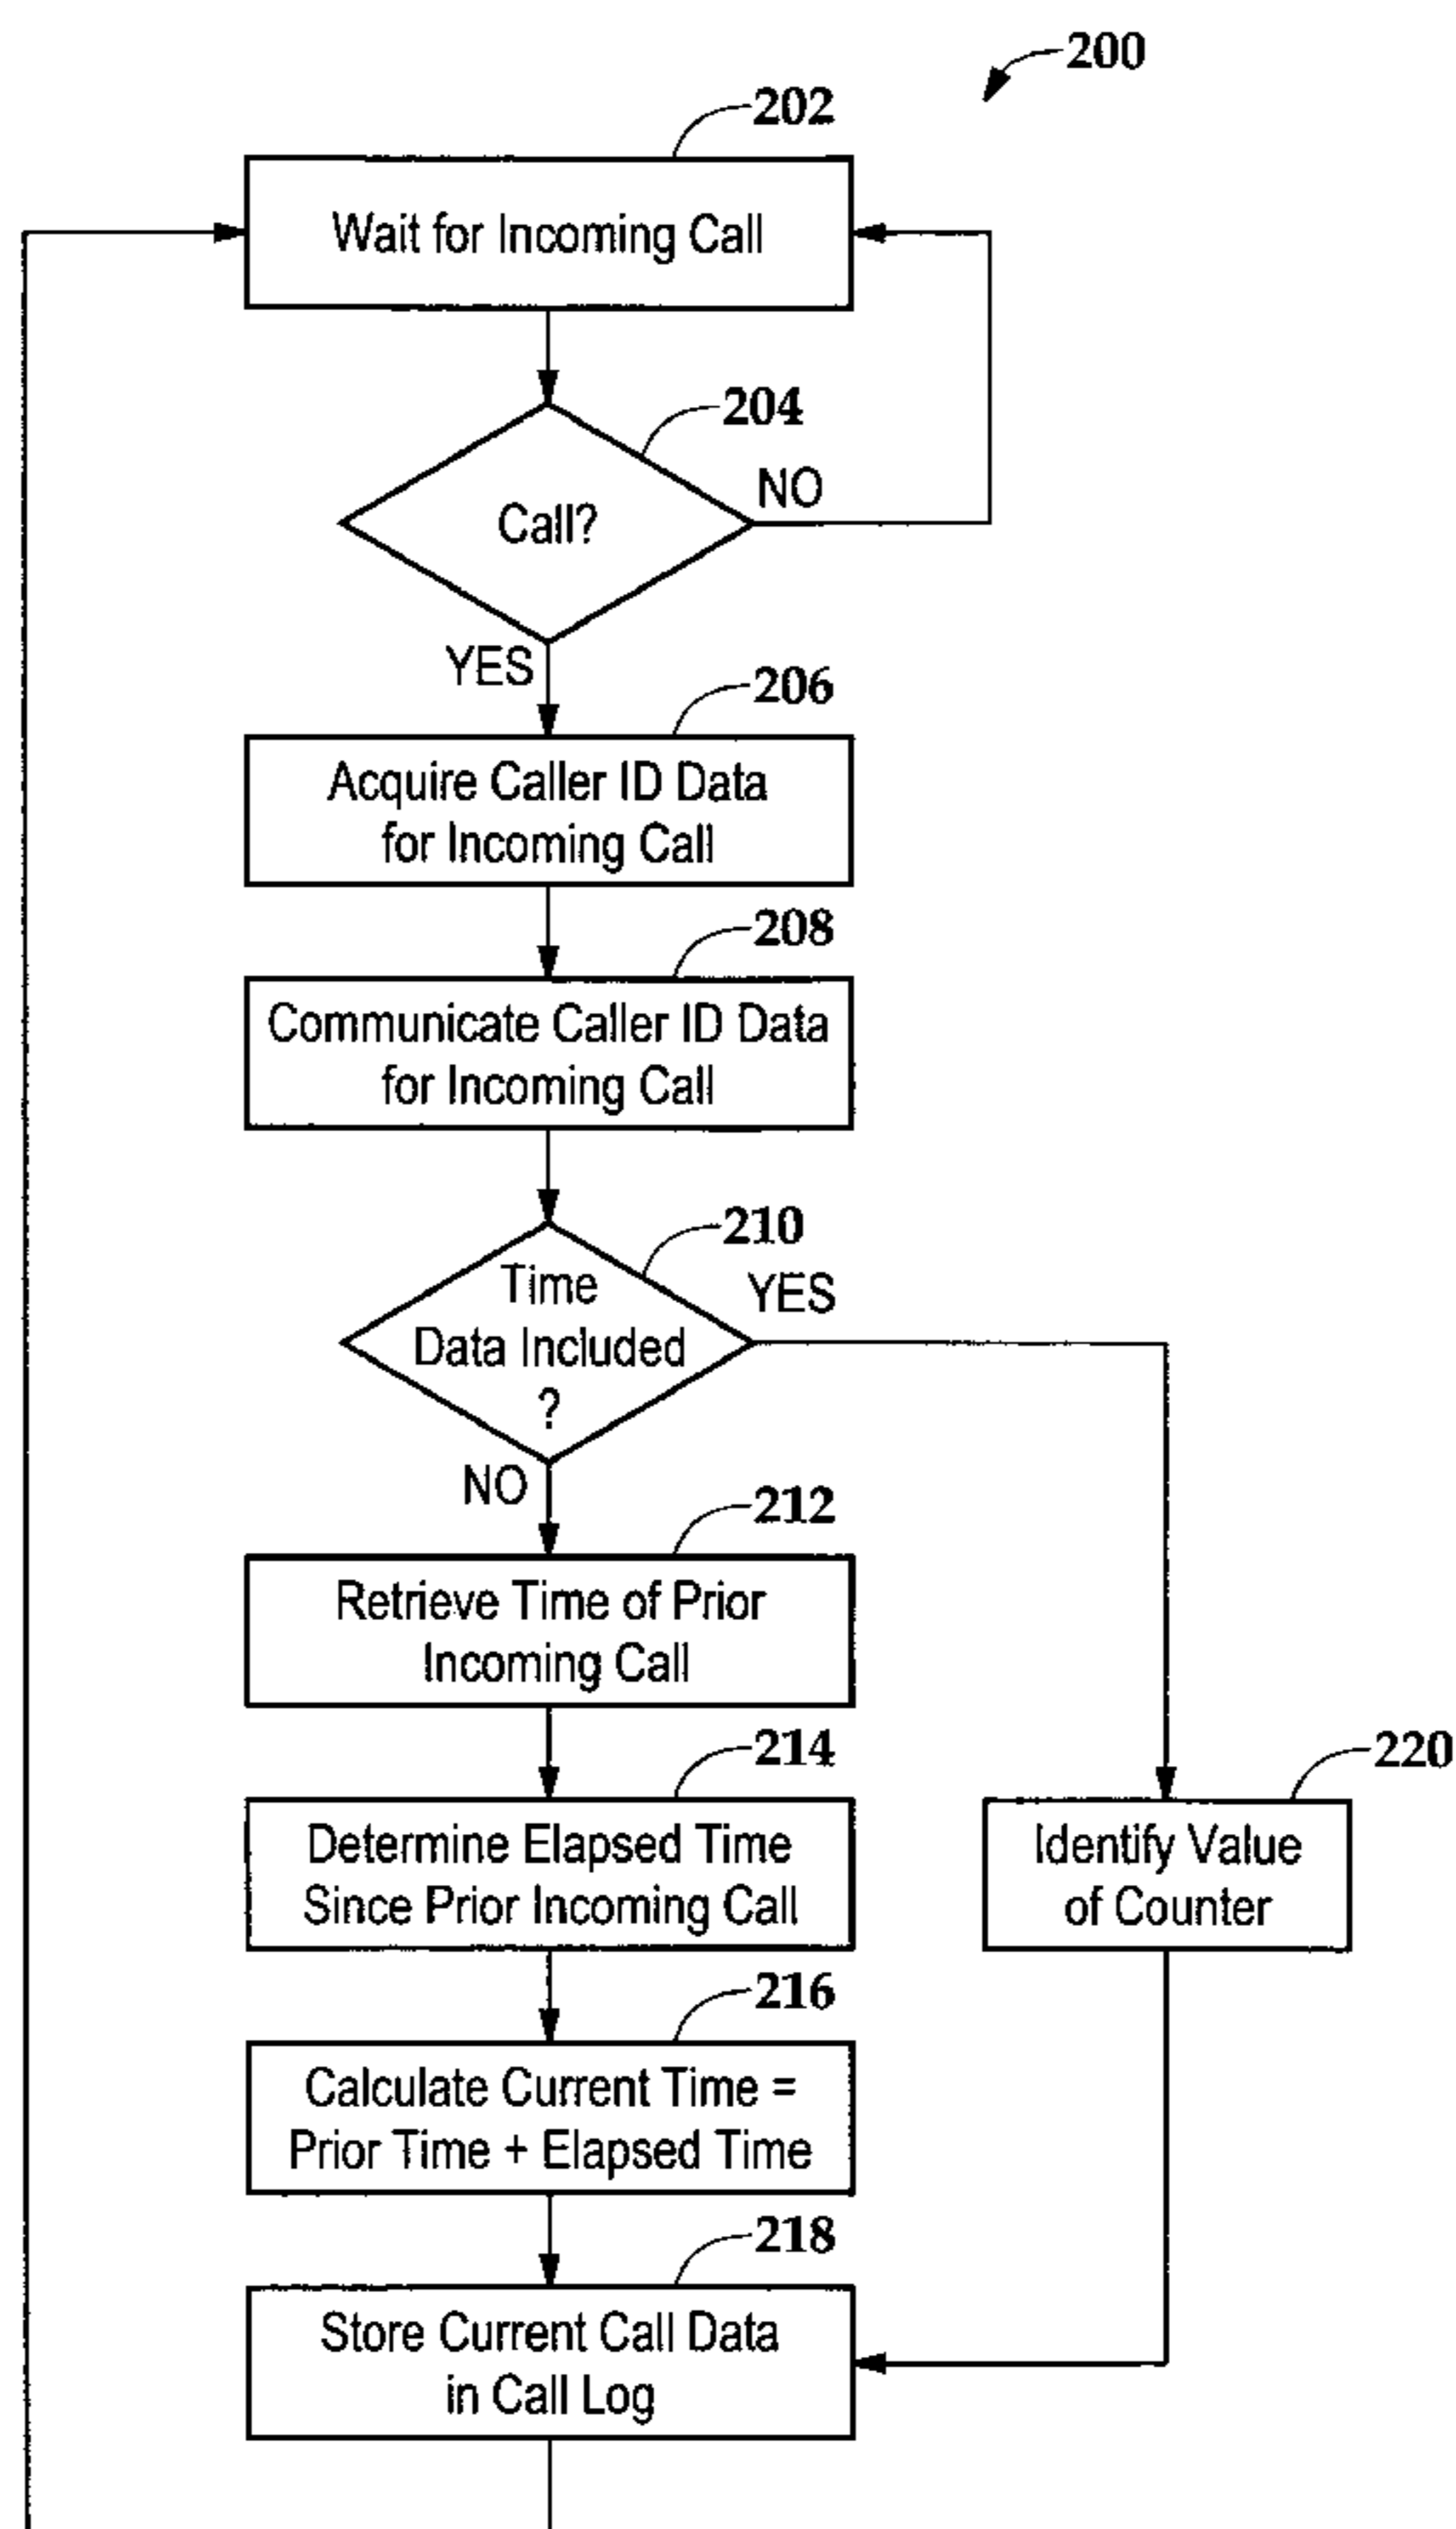 200
202
Wait for Incoming Call
204
Call?
NO
YES
206
Acquire Caller ID Data
for Incoming Call
208
Communicate Caller ID Data
for Incoming Call
210
Time
Data Included
?
YES
NO
212
Retrieve Time of Prior
Incoming Call
214
Determine Elapsed Time
Since Prior Incoming Call
220
Identify Value
of Counter
216
Calculate Current Time =
Prior Time + Elapsed Time
218
Store Current Call Data
in Call Log